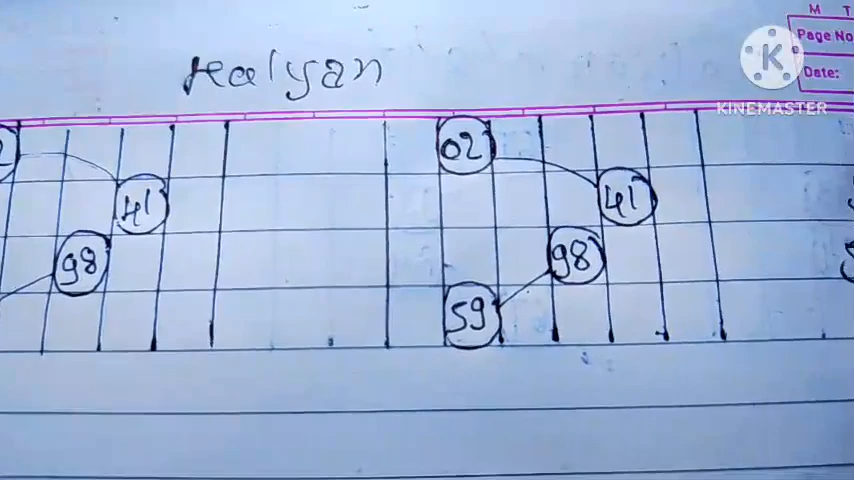 M T
Page No
Date:
K
KINEMASTER
Kalyan
02
41 41
98 98
59